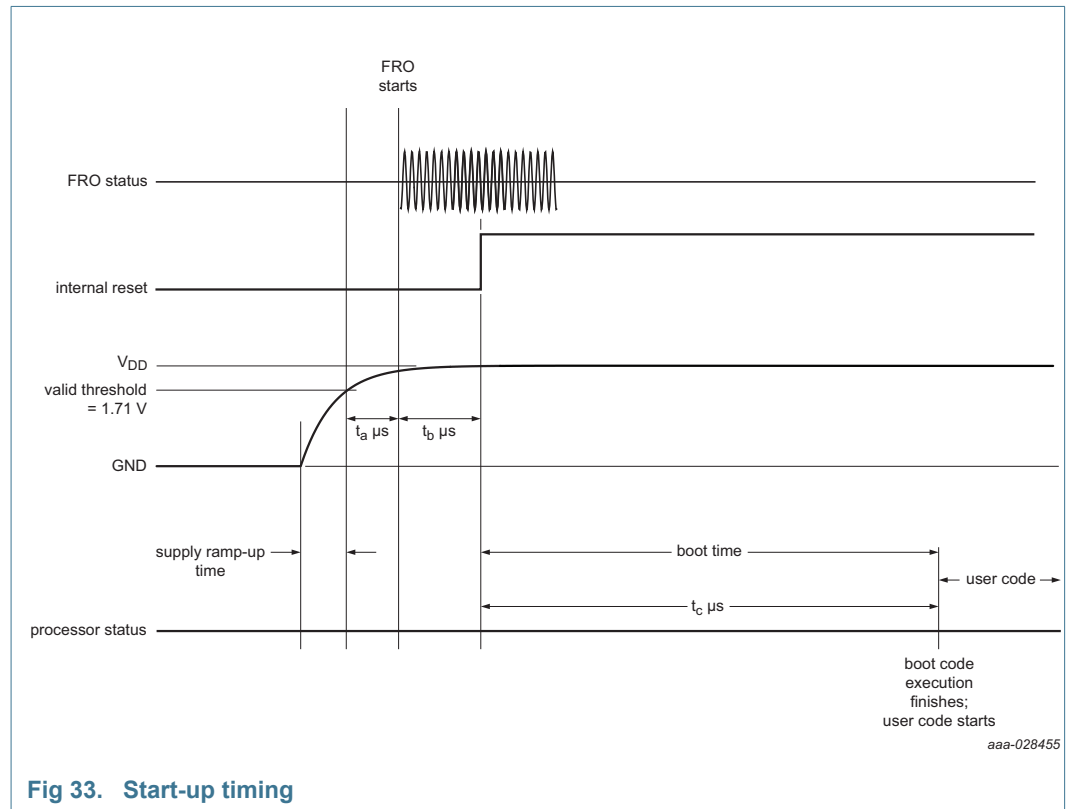 FRO
starts
FRO status
internal reset
VDD
valid threshold
= 1.71 V
ta μs
tb μs
GND
supply ramp-up
time
boot time
user code
tc μs
processor status
boot code
execution
finishes;
user code starts
aaa-028455
Fig 33. Start-up timing